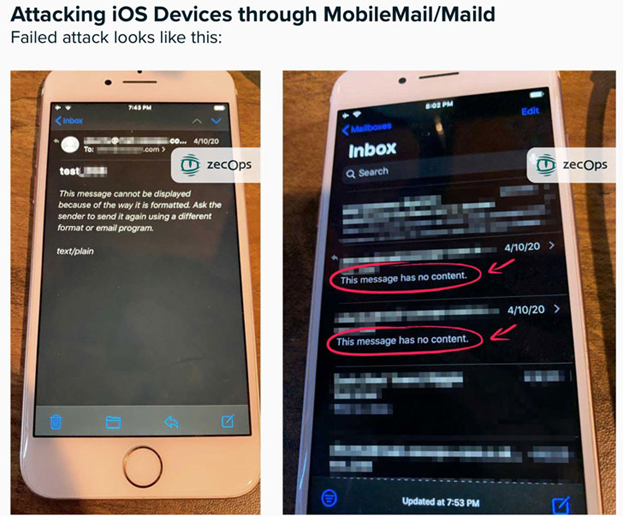 Attacking iOS Devices through MobileMail/Maild
Failed attack looks like this:
7:43 PM
Inbox
co... 4/10/20
To: .com >
zecOps
test_
This message cannot be displayed
because of the way it is formatted. Ask the
sender to send it again using a different
format or email program.
text/plain
8:02 PM
Mailboxes
Edit
Inbox
Search
zecOps
4/10/20
This message has no content.
4/10/20
This message has no content.
Updated at 7:53 PM